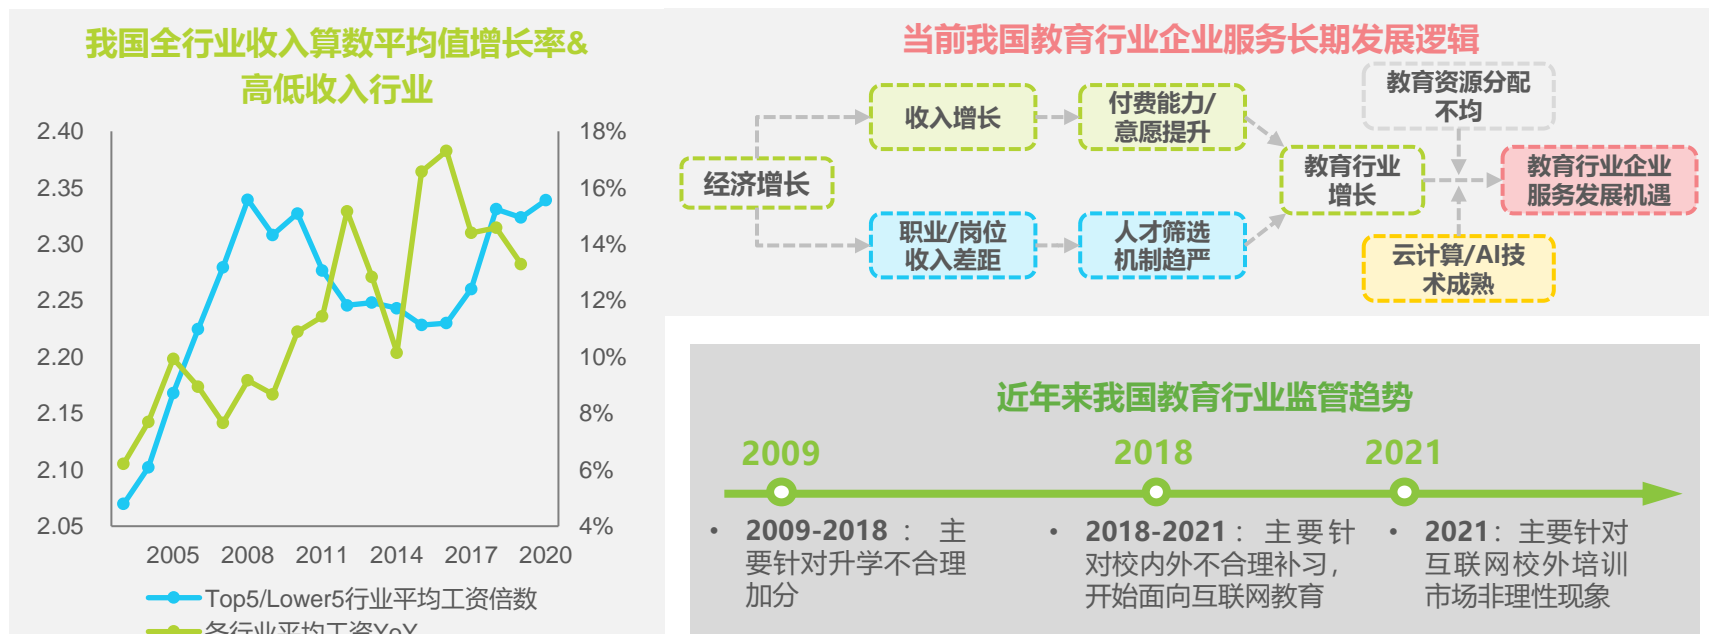 我国全行业收入算数平均值增长率&
高低收入行业
2.40
2.35
2.30
2.25
2.20
2.15
2.10
2.05
18%
16%
14%
12%
10%
8%
6%
4%
2005 2008 2011 2014 2017 2020
Top5/Lower5行业平均工资倍数
各行业平均工资YoY
当前我国教育行业企业服务长期发展逻辑
经济增长
收入增长
付费能力/
意愿提升
职业/岗位
收入差距
人才筛选
机制趋严
教育行业
增长
教育资源分配
不均
云计算/AI技
术成熟
教育行业企业
服务发展机遇
近年来我国教育行业监管趋势
2009
2018
2021
• 2009-2018：主
要针对升学不合理
加分
• 2018-2021：主要针
对校内外不合理补习，
开始面向互联网教育
• 2021：主要针对
互联网校外培训
市场非理性现象